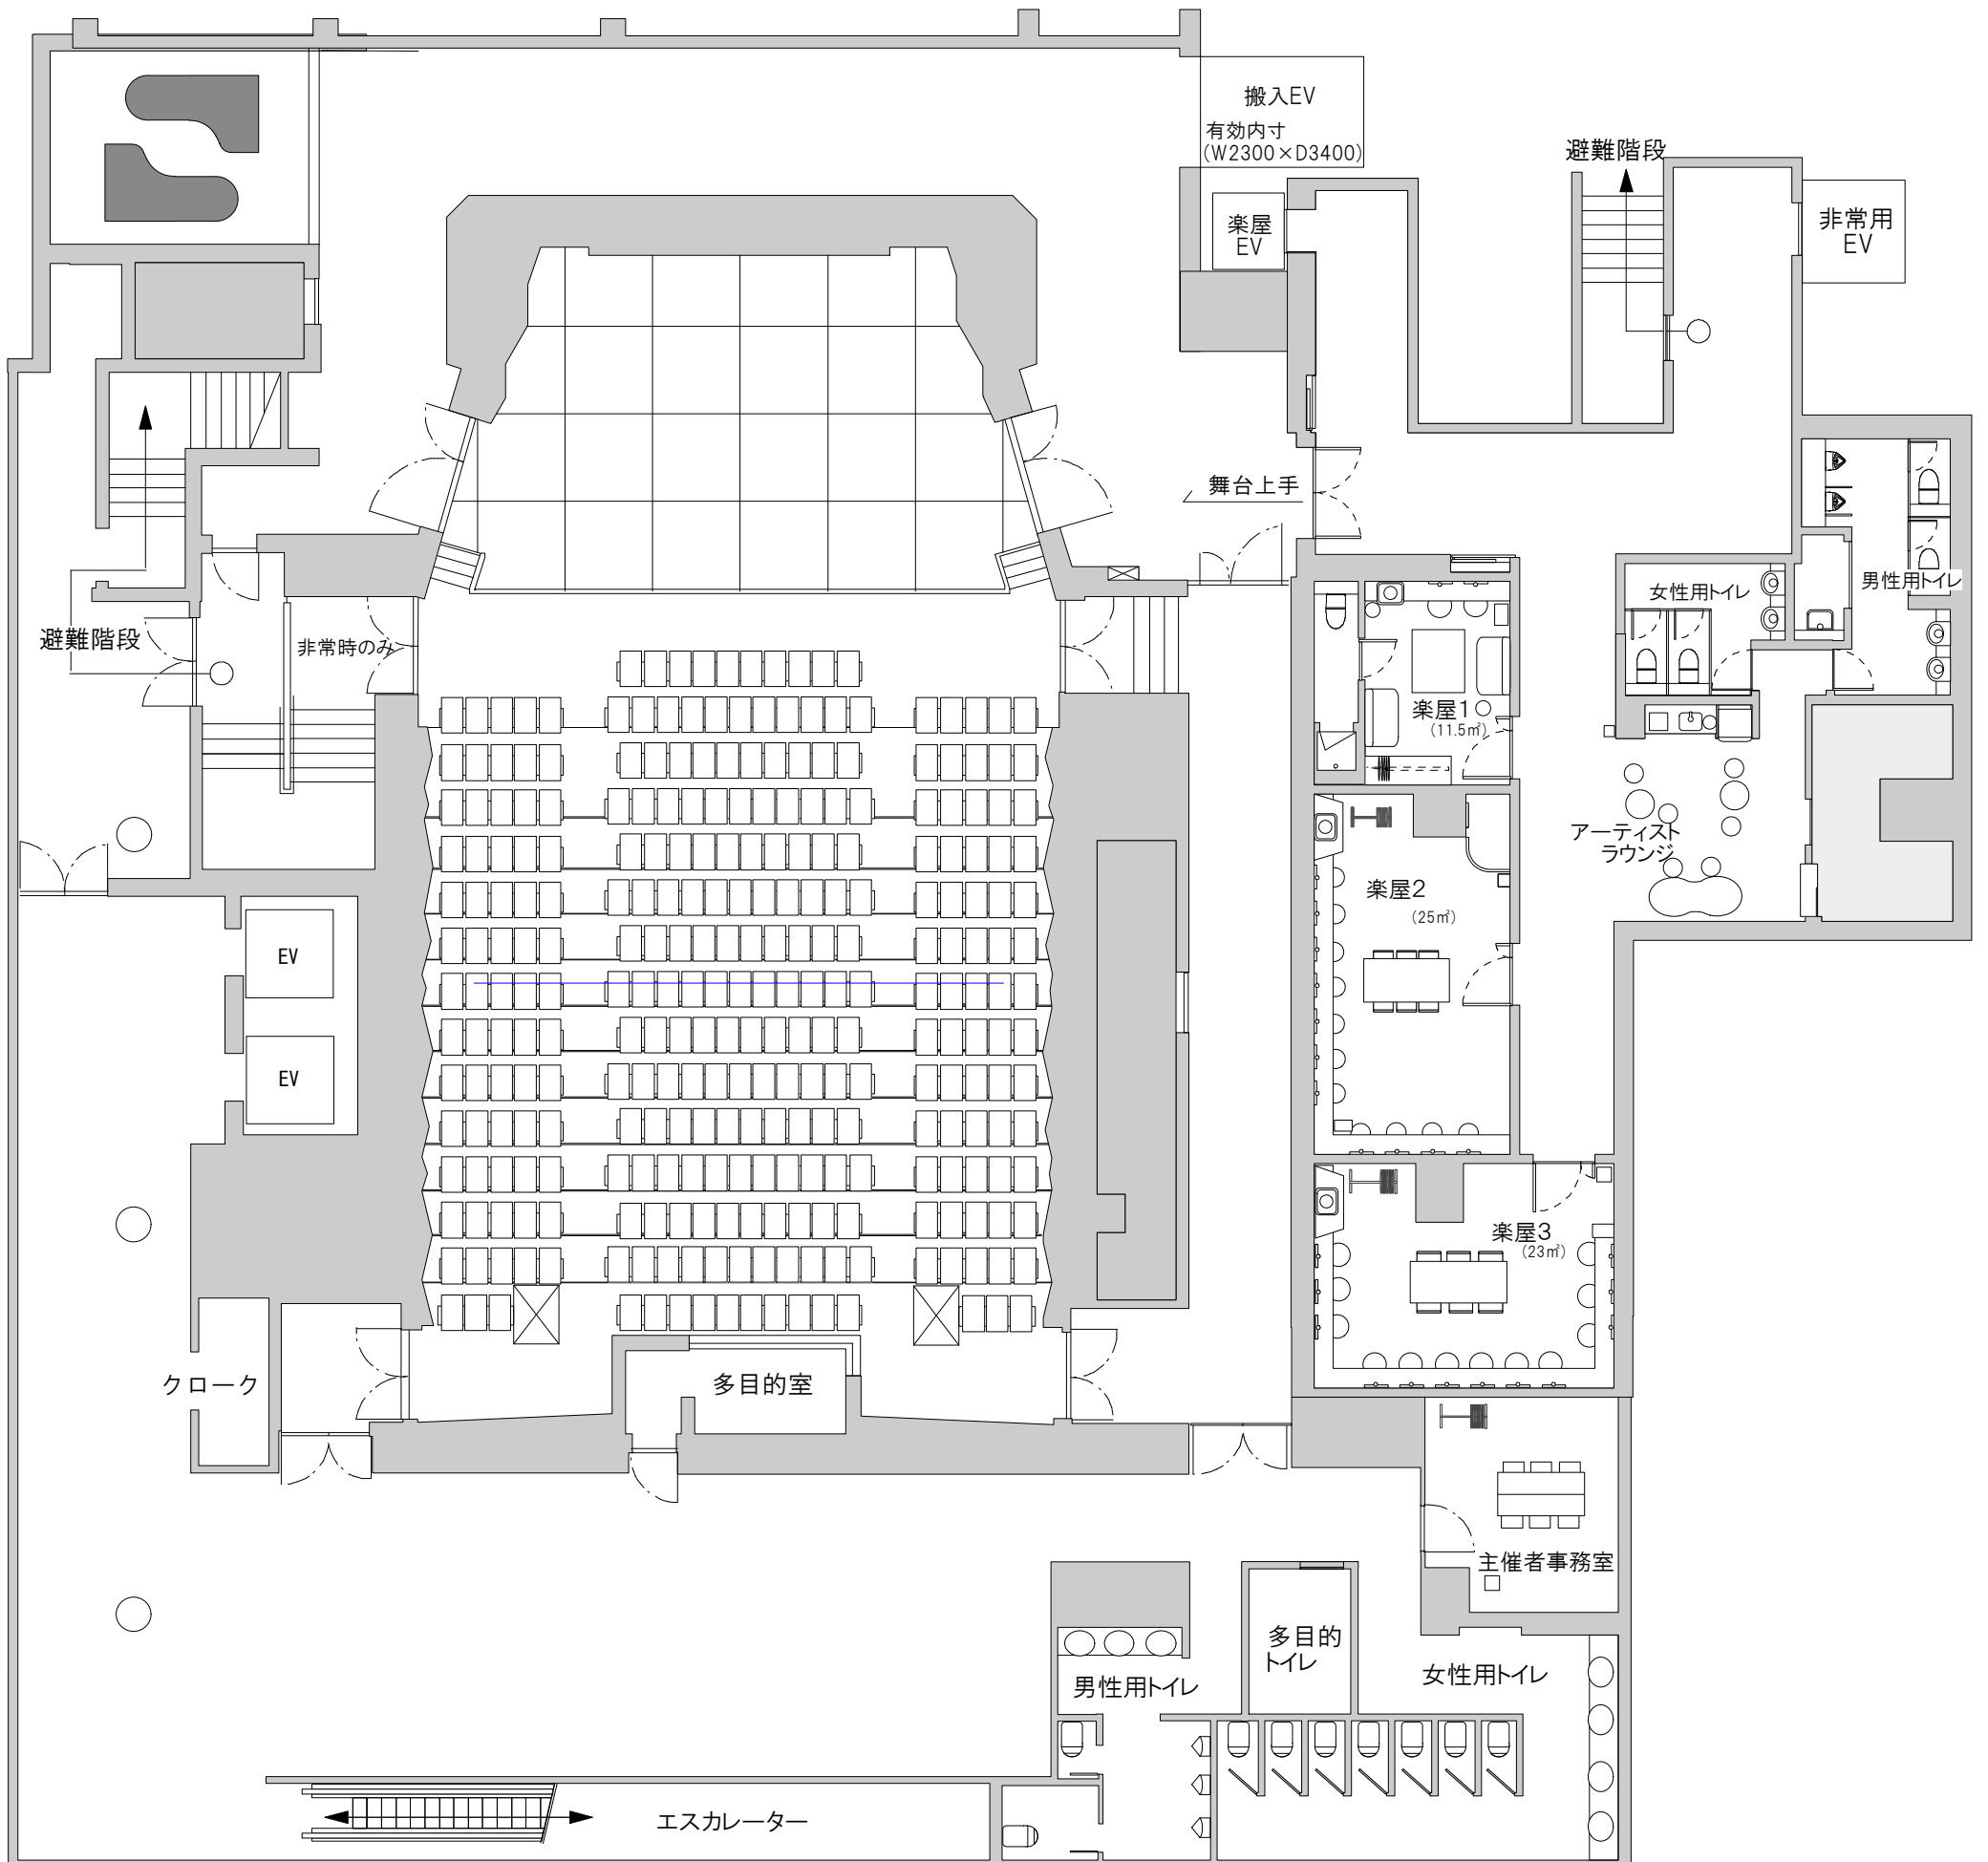 搬入EV
有効内寸
(W2300×D3400)
避難階段
楽屋
EV
非常用
EV
舞台上手
女性用トイレ
男性用トイレ
避難階段
非常時のみ
楽屋1
(11.5㎡)
アーティスト
ラウンジ
楽屋2
(25㎡)
EV
EV
楽屋3
(23㎡)
クローク
多目的室
主催者事務室
多目的
トイレ
女性用トイレ
男性用トイレ
エスカレーター